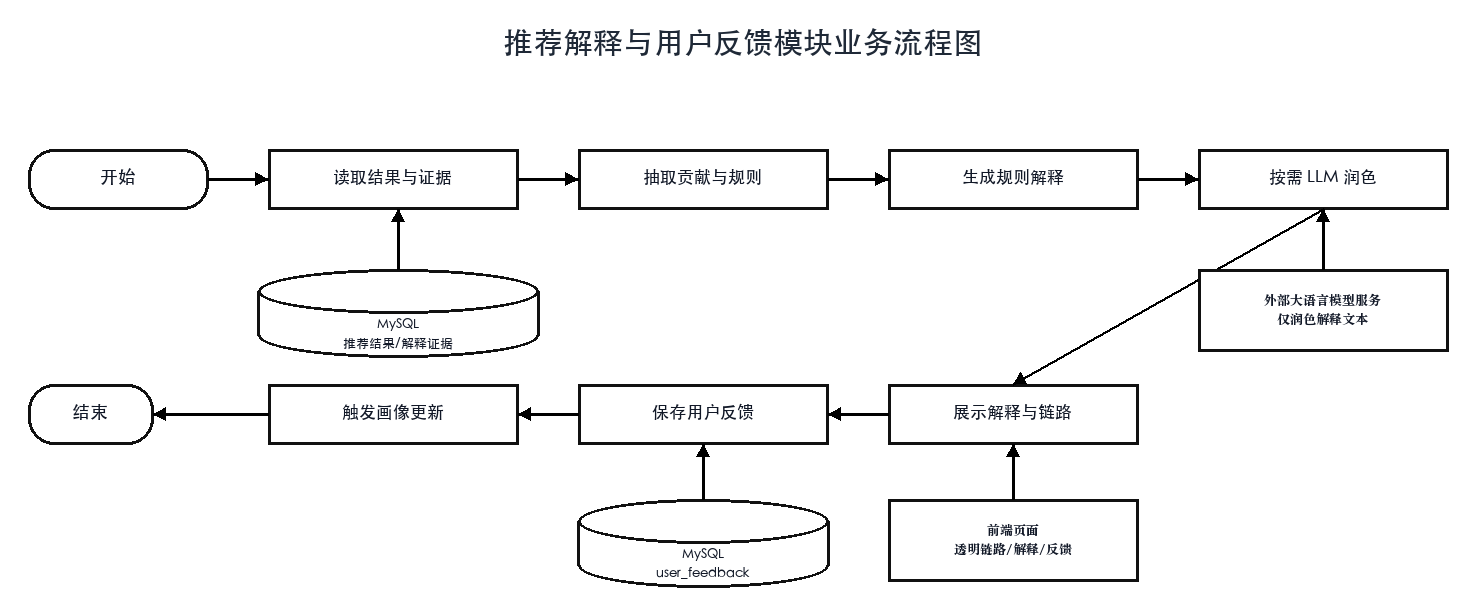 推荐解释与用户反馈模块业务流程图
开始
读取结果与证据
抽取贡献与规则
生成规则解释
按需 LLM 润色
MySQL
推荐结果/解释证据
外部大语言模型服务
仅润色解释文本
结束
触发画像更新
保存用户反馈
展示解释与链路
MySQL
user_feedback
前端页面
透明链路/解释/反馈